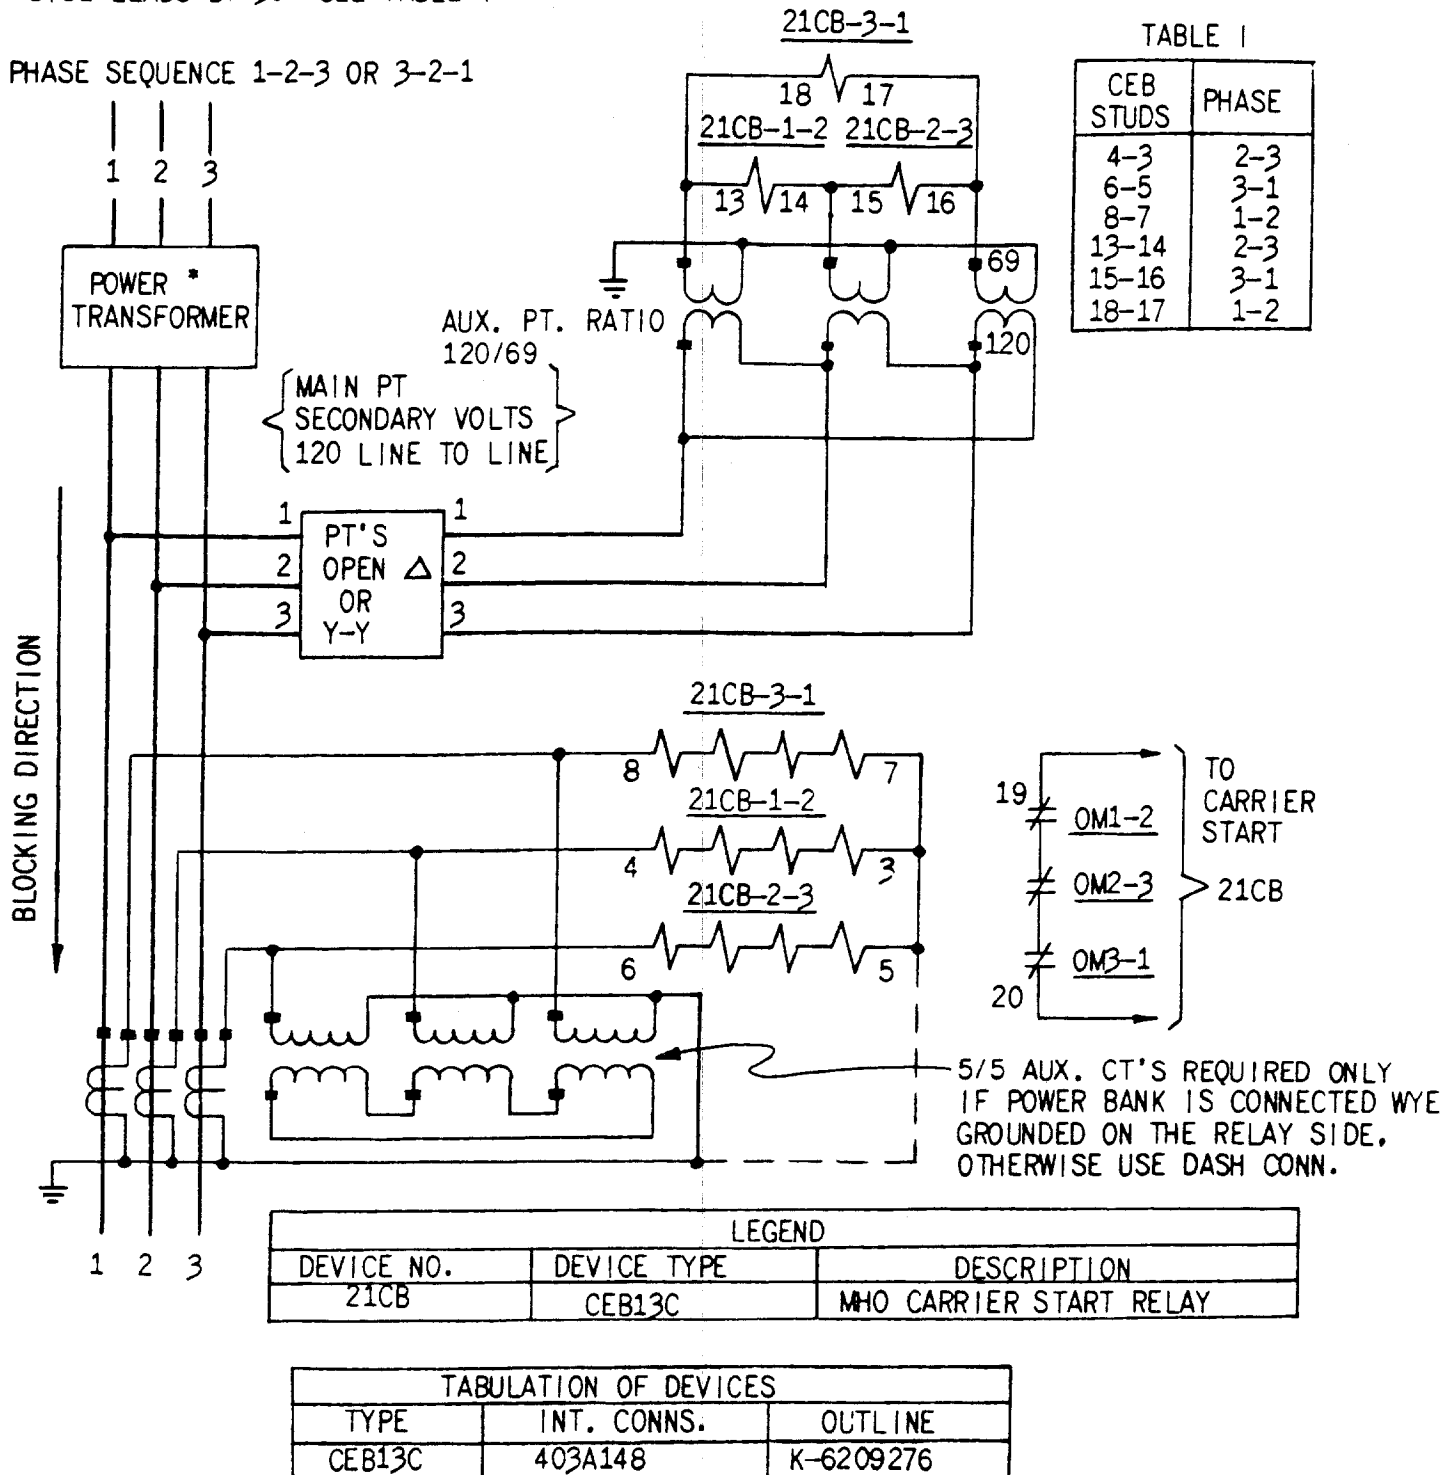 PHASE SEQUENCE 1-2-3 OR 3-2-1
1 2 3
POWER *
TRANSFORMER
21CB-3-1
18 17
21CB-1-2 21CB-2-3
13 14 15 16
69
120
AUX. PT. RATIO
120/69
MAIN PT
SECONDARY VOLTS
120 LINE TO LINE
TABLE 1
CEB STUDS PHASE
4-3 2-3
6-5 3-1
8-7 1-2
13-14 2-3
15-16 3-1
18-17 1-2
1 PT'S 1
2 OPEN Δ 2
OR
3 Y-Y 3
BLOCKING DIRECTION
21CB-3-1
8 7
21CB-1-2
4 3
21CB-2-3
6 5
19
OM1-2
OM2-3
OM3-1
20
TO
CARRIER
START
21CB
5/5 AUX. CT'S REQUIRED ONLY
IF POWER BANK IS CONNECTED WYE
GROUNDED ON THE RELAY SIDE.
OTHERWISE USE DASH CONN.
1 2 3
LEGEND
DEVICE NO. DEVICE TYPE DESCRIPTION
21CB CEB13C MHO CARRIER START RELAY
TABULATION OF DEVICES
TYPE INT. CONNS. OUTLINE
CEB13C 403A148 K-6209276